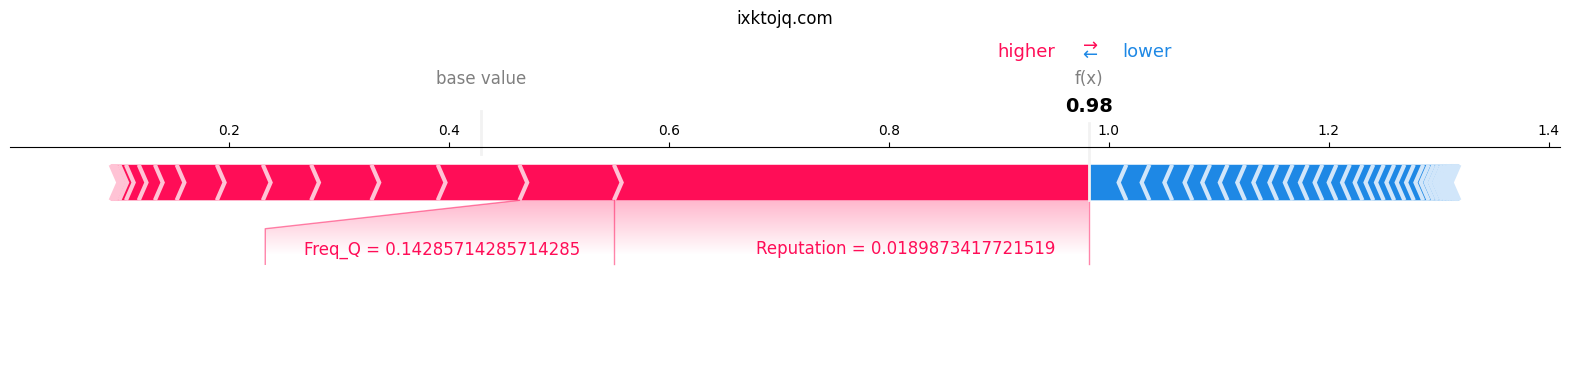 ixktojq.com
higher ⇄ lower
base value
f(x)
0.98
0.2 0.4 0.6 0.8 1.0 1.2 1.4
Freq_Q = 0.14285714285714285
Reputation = 0.0189873417721519